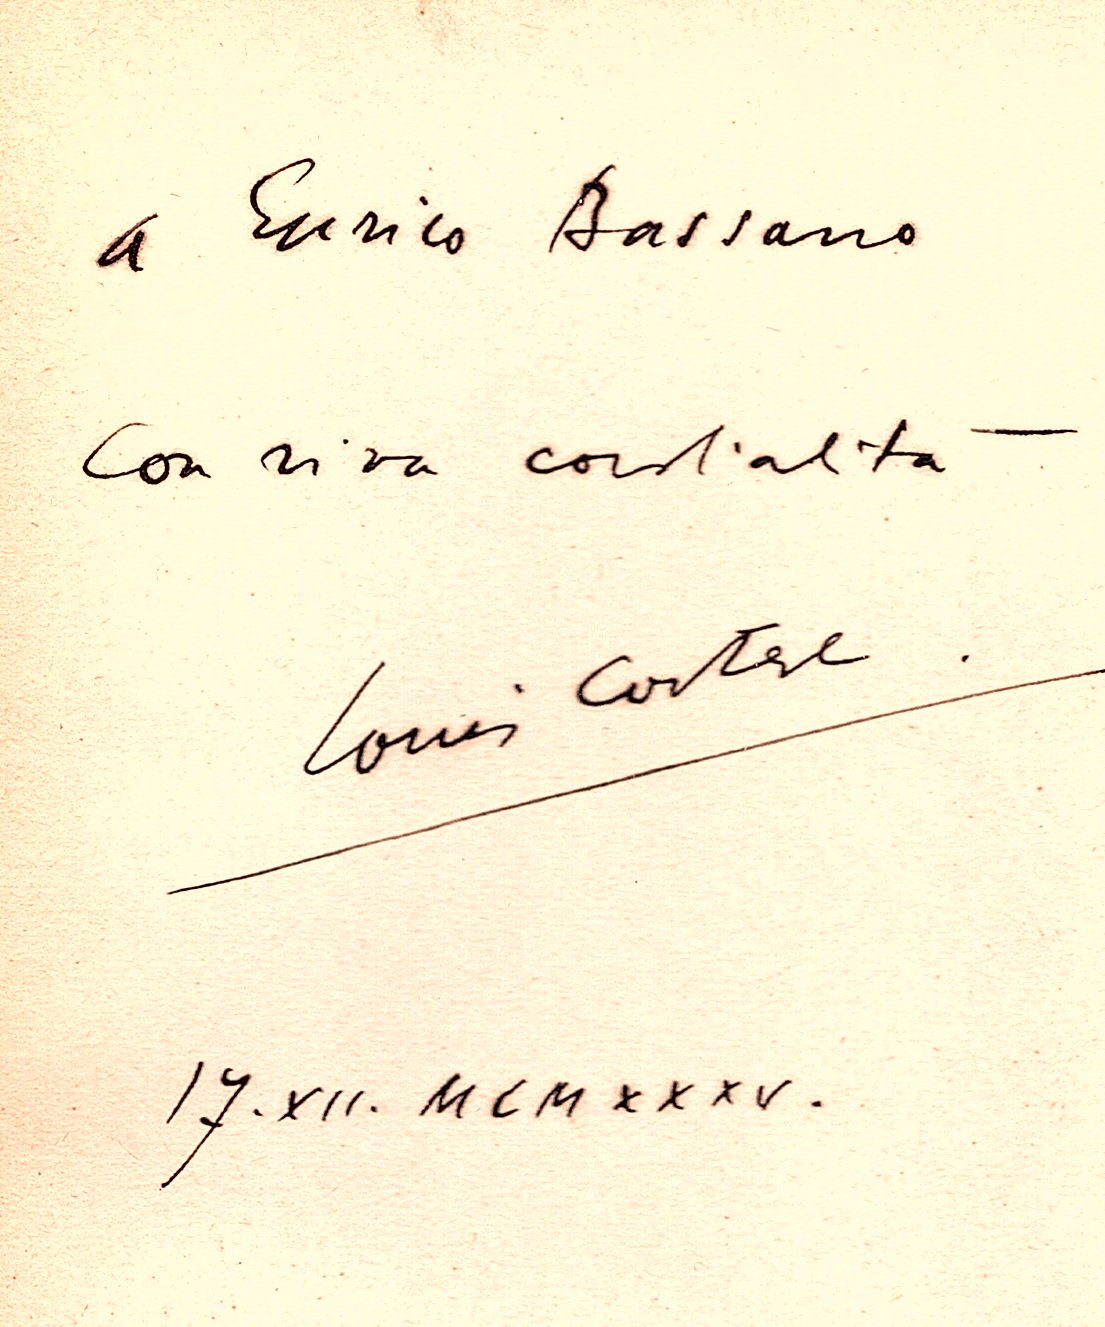 a Enrico Bassano
Con viva cordialità
Louis Cortese
17.XII.MCMXXXV.